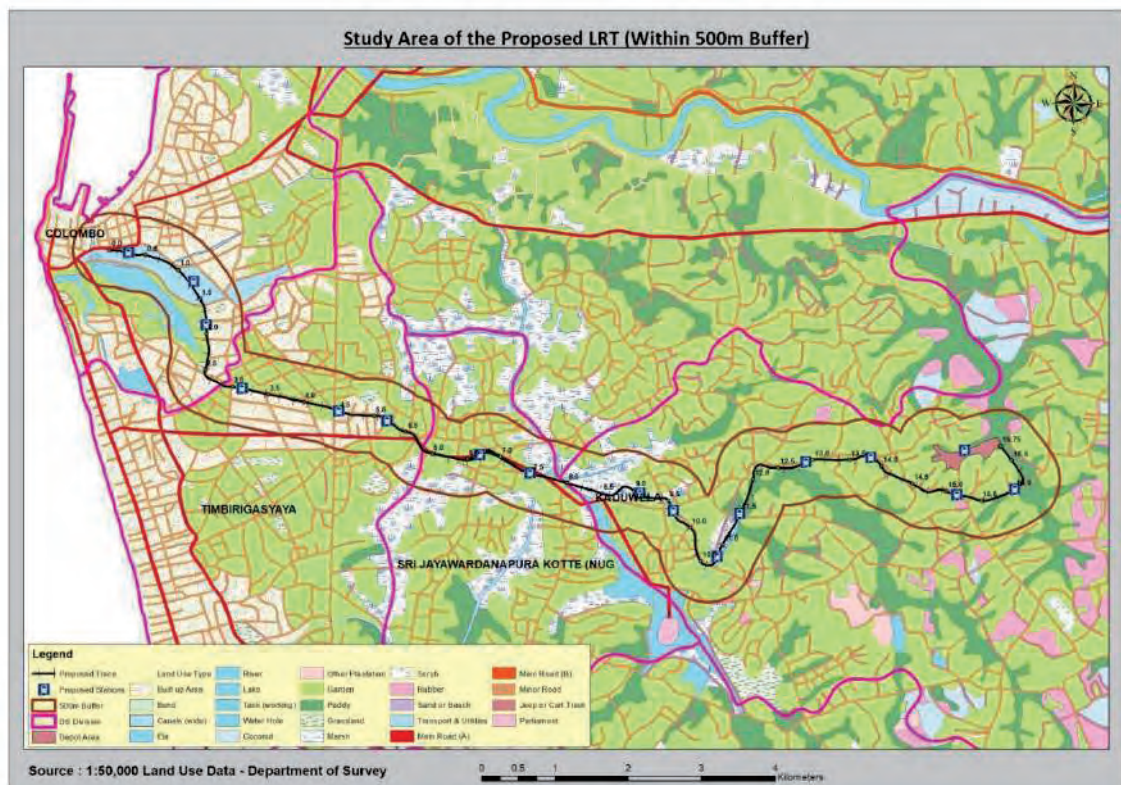 Study Area of the Proposed LRT (Within 500m Buffer)
N
W
E
S
COLOMBO
TIMBIRIGASYAYA
KADUWELA
SRI JAYAWARDANAPURA KOTTE (NUG
Legend
Proposed Trace
Proposed Stations
500m Buffer
DS Division
Depot Area
Land Use Type
Built up Area
Bund
Canals (wide)
Ela
River
Lake
Tank (working)
Water Hole
Coconut
Other Plantation
Garden
Paddy
Grassland
Marsh
Scrub
Rubber
Sand or Beach
Transport & Utilities
Main Road (A)
Main Road (B)
Minor Road
Jeep or Cart Track
Parliament
Source : 1:50,000 Land Use Data - Department of Survey
0 0.5 1 2 3 4
Kilometers